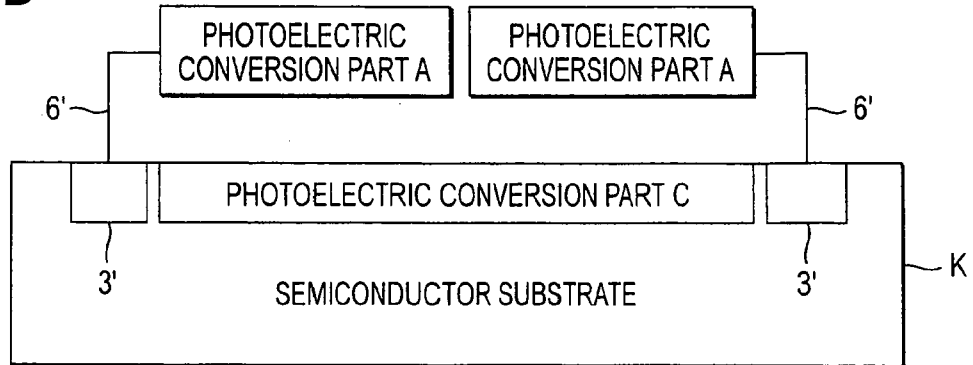 PHOTOELECTRIC
CONVERSION PART A
PHOTOELECTRIC
CONVERSION PART A
6'
6'
PHOTOELECTRIC CONVERSION PART C
3'
3'
K
SEMICONDUCTOR SUBSTRATE